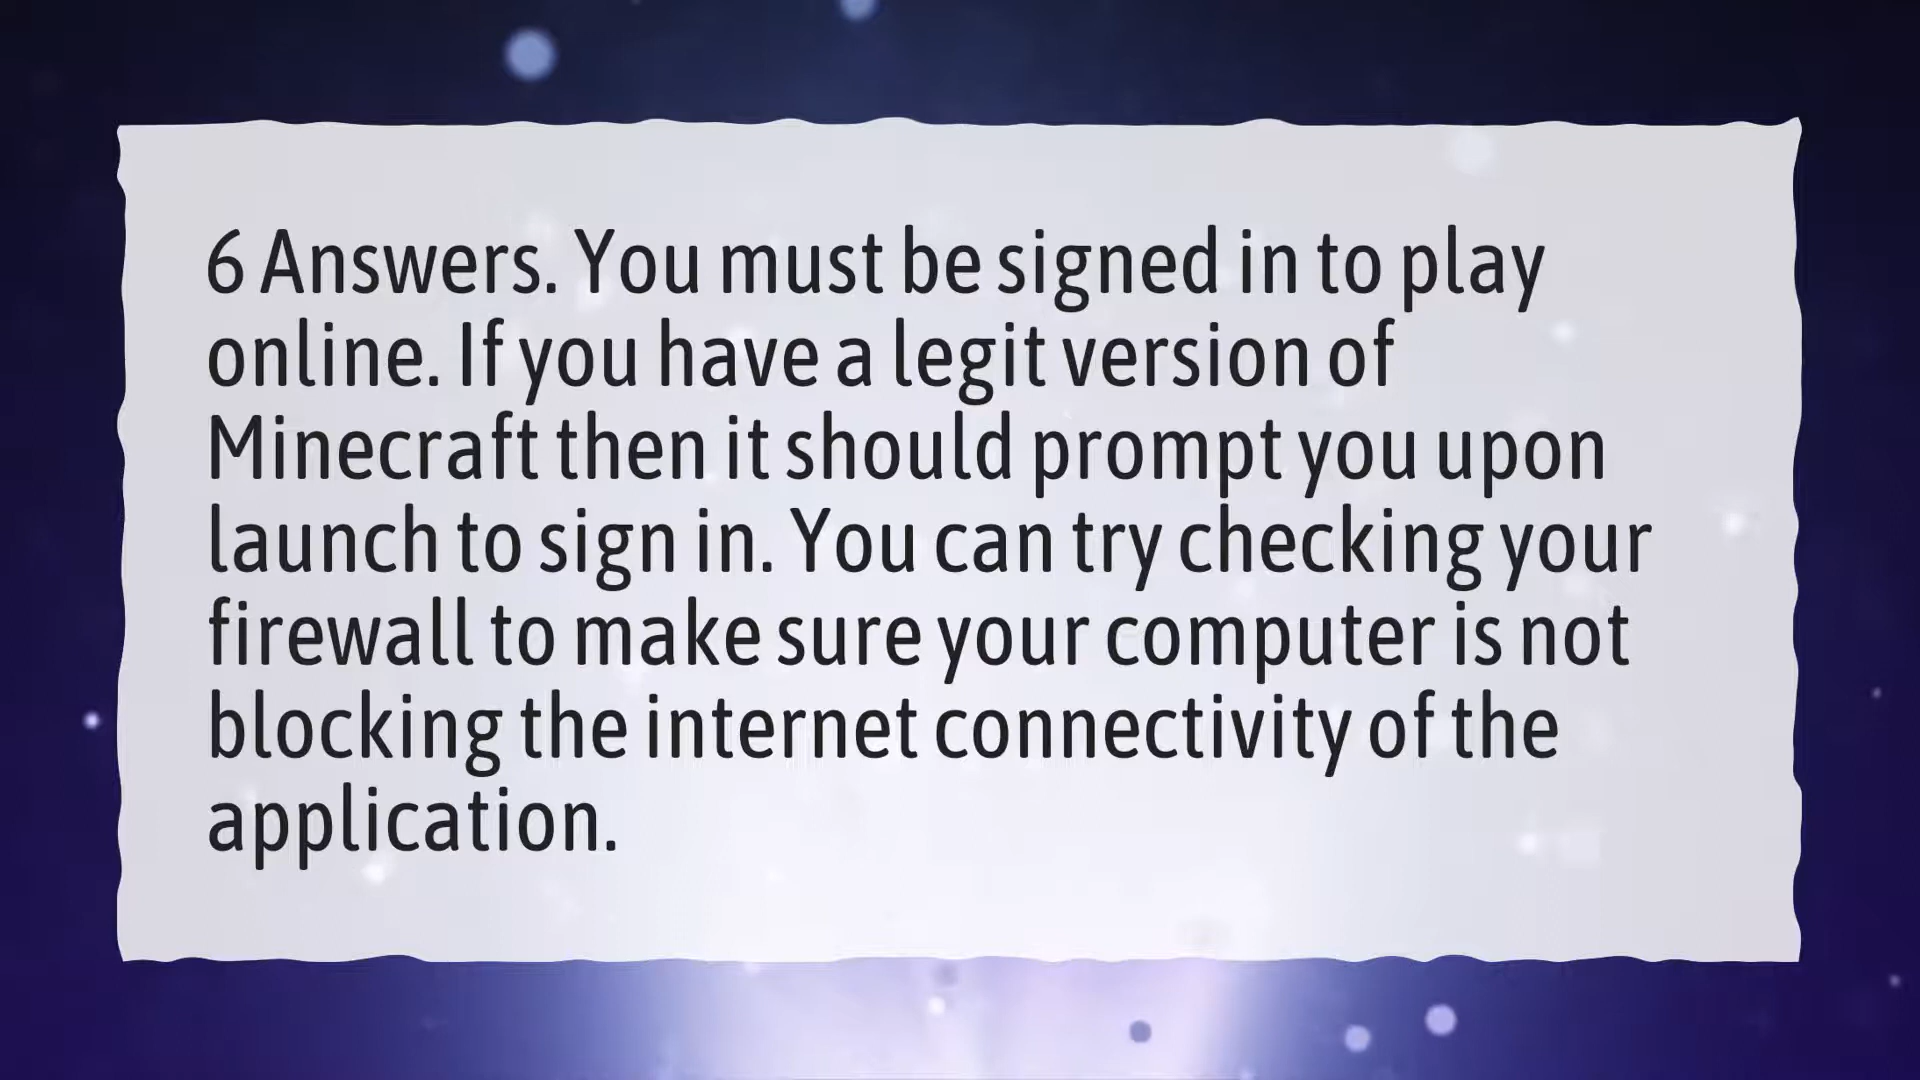 6 Answers. You must be signed in to play
online. If you have a legit version of
Minecraft then it should prompt you upon
launch to sign in. You can try checking your
firewall to make sure your computer is not
blocking the internet connectivity of the
application.